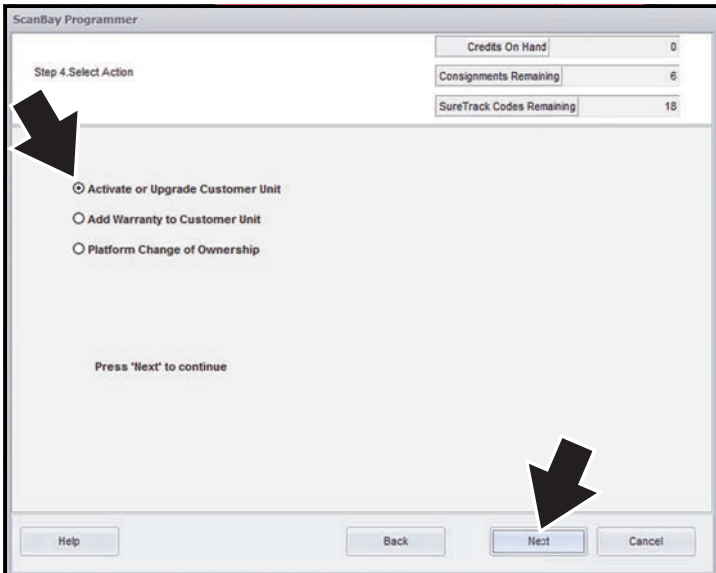 ScanBay Programmer
Step 4.Select Action
Credits On Hand 0
Consignments Remaining 6
SureTrack Codes Remaining 18
Activate or Upgrade Customer Unit
Add Warranty to Customer Unit
Platform Change of Ownership
Press 'Next' to continue
Help Back Next Cancel